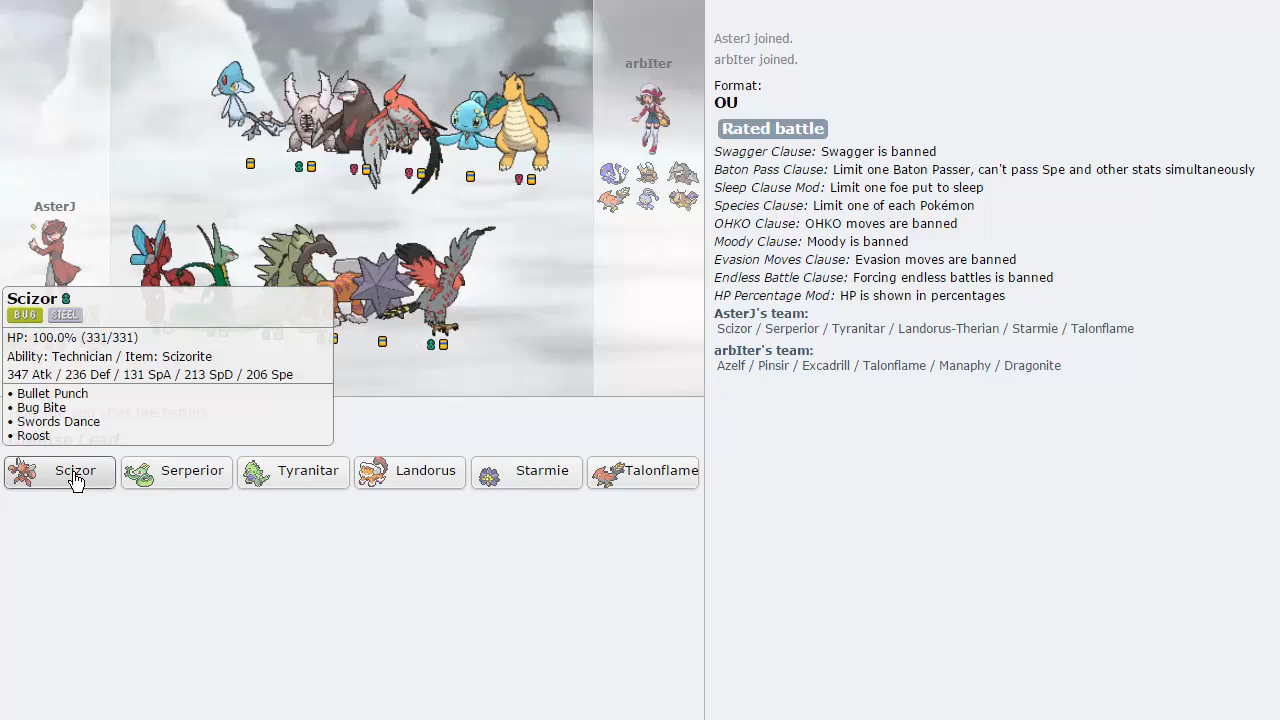 arbIter
AsterJ
Scizor
BUG STEEL
HP: 100.0% (331/331)
Ability: Technician / Item: Scizorite
347 Atk / 236 Def / 131 SpA / 213 SpD / 206 Spe
• Bullet Punch
• Bug Bite
• Swords Dance
• Roost
Scizor Serperior Tyranitar Landorus Starmie Talonflame
AsterJ joined.
arbIter joined.
Format:
OU
Rated battle
Swagger Clause: Swagger is banned
Baton Pass Clause: Limit one Baton Passer, can't pass Spe and other stats simultaneously
Sleep Clause Mod: Limit one foe put to sleep
Species Clause: Limit one of each Pokémon
OHKO Clause: OHKO moves are banned
Moody Clause: Moody is banned
Evasion Moves Clause: Evasion moves are banned
Endless Battle Clause: Forcing endless battles is banned
HP Percentage Mod: HP is shown in percentages
AsterJ's team:
Scizor / Serperior / Tyranitar / Landorus-Therian / Starmie / Talonflame
arbIter's team:
Azelf / Pinsir / Excadrill / Talonflame / Manaphy / Dragonite